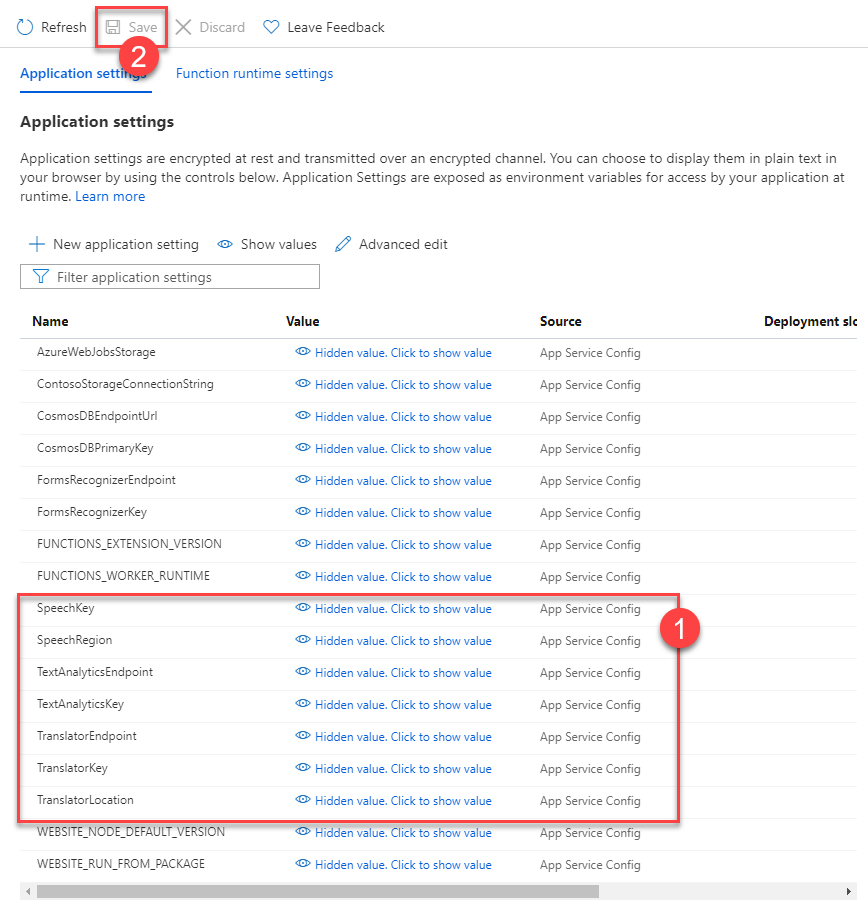 Refresh Save Discard Leave Feedback
2
Application settings Function runtime settings
Application settings
Application settings are encrypted at rest and transmitted over an encrypted channel. You can choose to display them in plain text in
your browser by using the controls below. Application Settings are exposed as environment variables for access by your application at
runtime. Learn more
New application setting Show values Advanced edit
Filter application settings
Name Value Source Deployment slo
AzureWebJobsStorage Hidden value. Click to show value App Service Config
ContosoStorageConnectionString Hidden value. Click to show value App Service Config
CosmosDBEndpointUrl Hidden value. Click to show value App Service Config
CosmosDBPrimaryKey Hidden value. Click to show value App Service Config
FormsRecognizerEndpoint Hidden value. Click to show value App Service Config
FormsRecognizerKey Hidden value. Click to show value App Service Config
FUNCTIONS_EXTENSION_VERSION Hidden value. Click to show value App Service Config
FUNCTIONS_WORKER_RUNTIME Hidden value. Click to show value App Service Config
SpeechKey Hidden value. Click to show value App Service Config
1
SpeechRegion Hidden value. Click to show value App Service Config
TextAnalyticsEndpoint Hidden value. Click to show value App Service Config
TextAnalyticsKey Hidden value. Click to show value App Service Config
TranslatorEndpoint Hidden value. Click to show value App Service Config
TranslatorKey Hidden value. Click to show value App Service Config
TranslatorLocation Hidden value. Click to show value App Service Config
WEBSITE_NODE_DEFAULT_VERSION Hidden value. Click to show value App Service Config
WEBSITE_RUN_FROM_PACKAGE Hidden value. Click to show value App Service Config